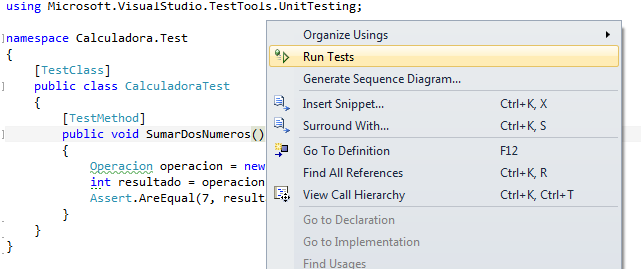 using Microsoft.VisualStudio.TestTools.UnitTesting;
namespace Calculadora.Test
{
[TestClass]
public class CalculadoraTest
{
[TestMethod]
public void SumarDosNumeros()
{
Operacion operacion = new
int resultado = operacion
Assert.AreEqual(7, result
}
}
}
Organize Usings
Run Tests
Generate Sequence Diagram...
Insert Snippet... Ctrl+K, X
Surround With... Ctrl+K, S
Go To Definition F12
Find All References Ctrl+K, R
View Call Hierarchy Ctrl+K, Ctrl+T
Go to Declaration
Go to Implementation
Find Usages